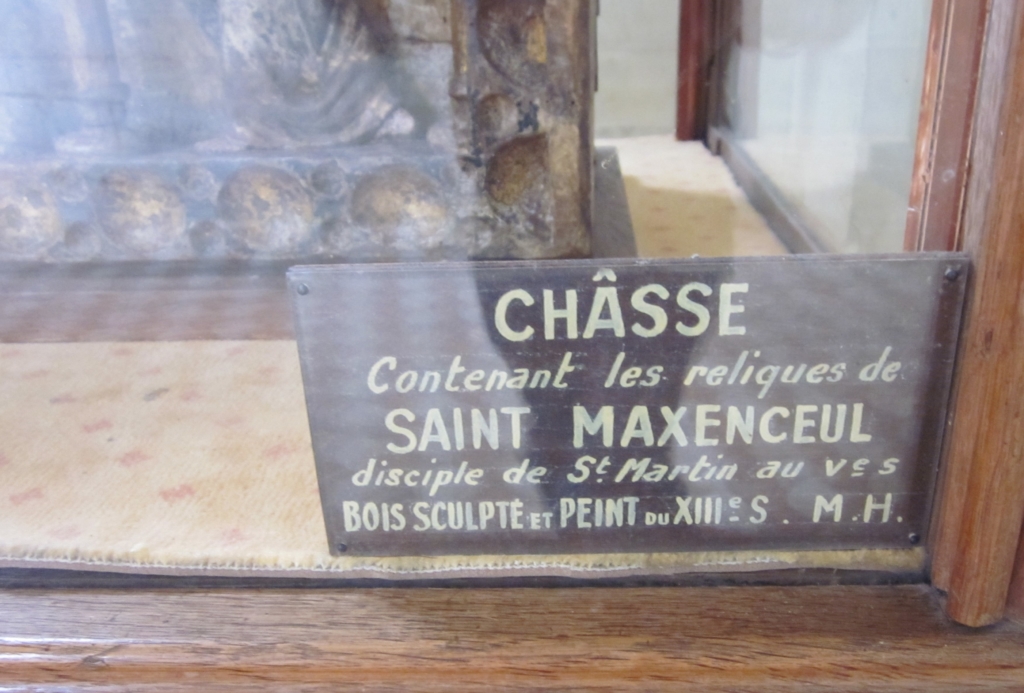 CHÂSSE
Contenant les reliques de
SAINT MAXENCEUL
disciple de St Martin au Ve s
BOIS SCULPTÉ ET PEINT DU XIIIe S. M.H.